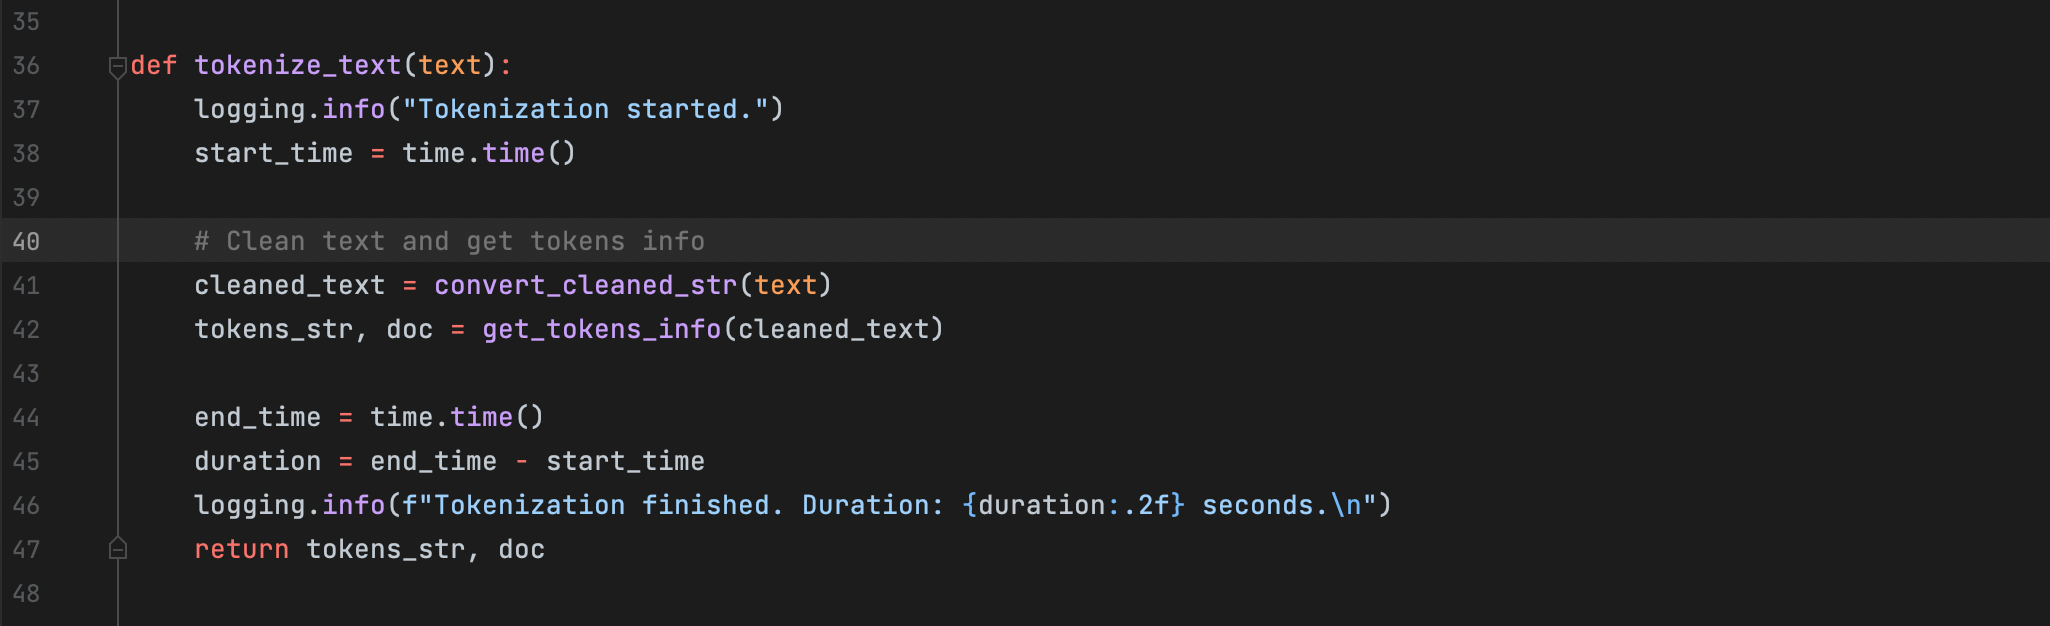 35
36 def tokenize_text(text):
37     logging.info("Tokenization started.")
38     start_time = time.time()
39
40     # Clean text and get tokens info
41     cleaned_text = convert_cleaned_str(text)
42     tokens_str, doc = get_tokens_info(cleaned_text)
43
44     end_time = time.time()
45     duration = end_time - start_time
46     logging.info(f"Tokenization finished. Duration: {duration:.2f} seconds.\n")
47     return tokens_str, doc
48